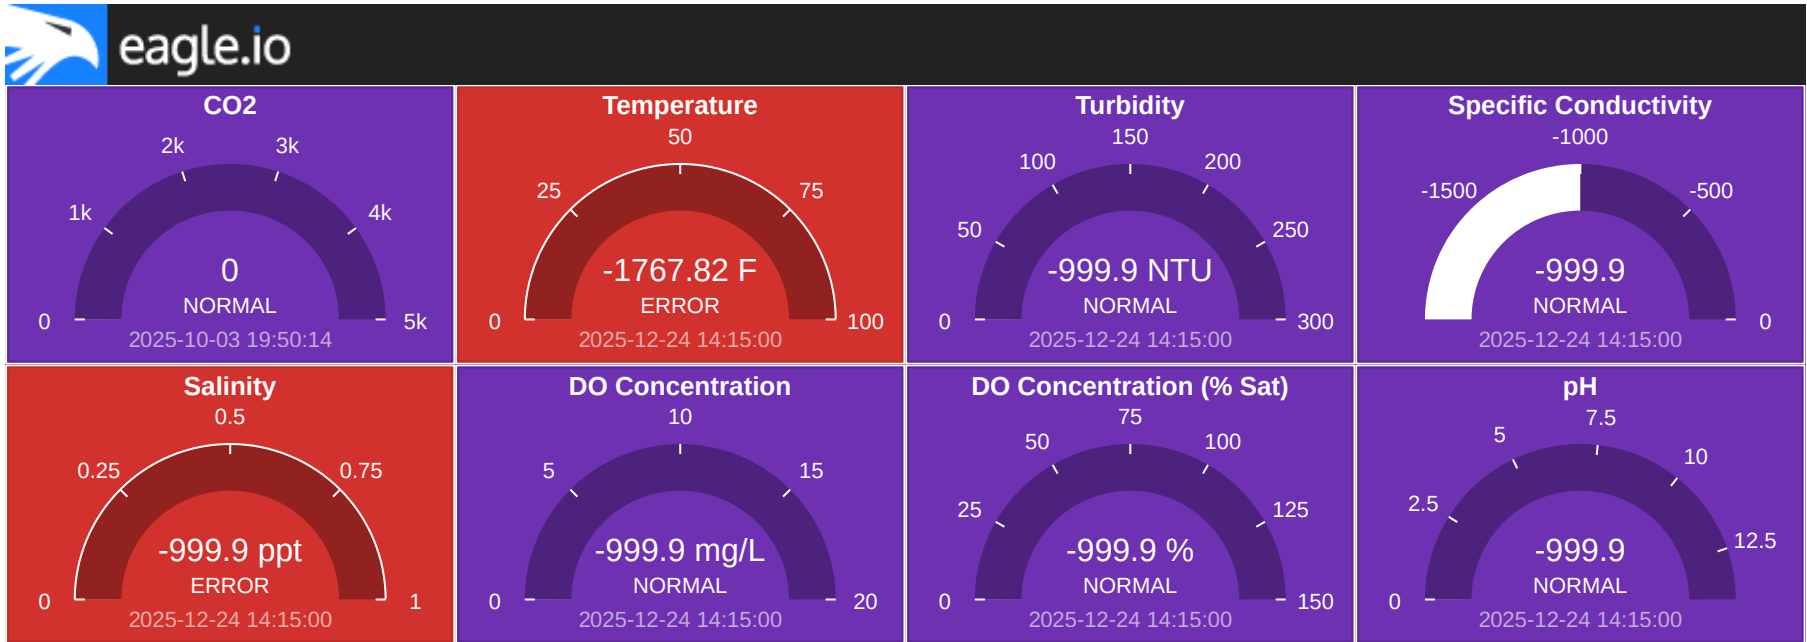 eagle.io
CO2
2k
3k
1k
4k
0
NORMAL
0
5k
2025-10-03 19:50:14
Temperature
50
25
75
-1767.82 F
ERROR
0
100
2025-12-24 14:15:00
Turbidity
150
100
200
50
250
-999.9 NTU
NORMAL
0
300
2025-12-24 14:15:00
Specific Conductivity
-1000
-1500
-500
-999.9
NORMAL
0
2025-12-24 14:15:00
Salinity
0.5
0.25
0.75
-999.9 ppt
ERROR
0
1
2025-12-24 14:15:00
DO Concentration
10
5
15
-999.9 mg/L
NORMAL
0
20
2025-12-24 14:15:00
DO Concentration (% Sat)
75
50
100
25
125
-999.9 %
NORMAL
0
150
2025-12-24 14:15:00
pH
7.5
5
10
2.5
12.5
-999.9
NORMAL
0
2025-12-24 14:15:00